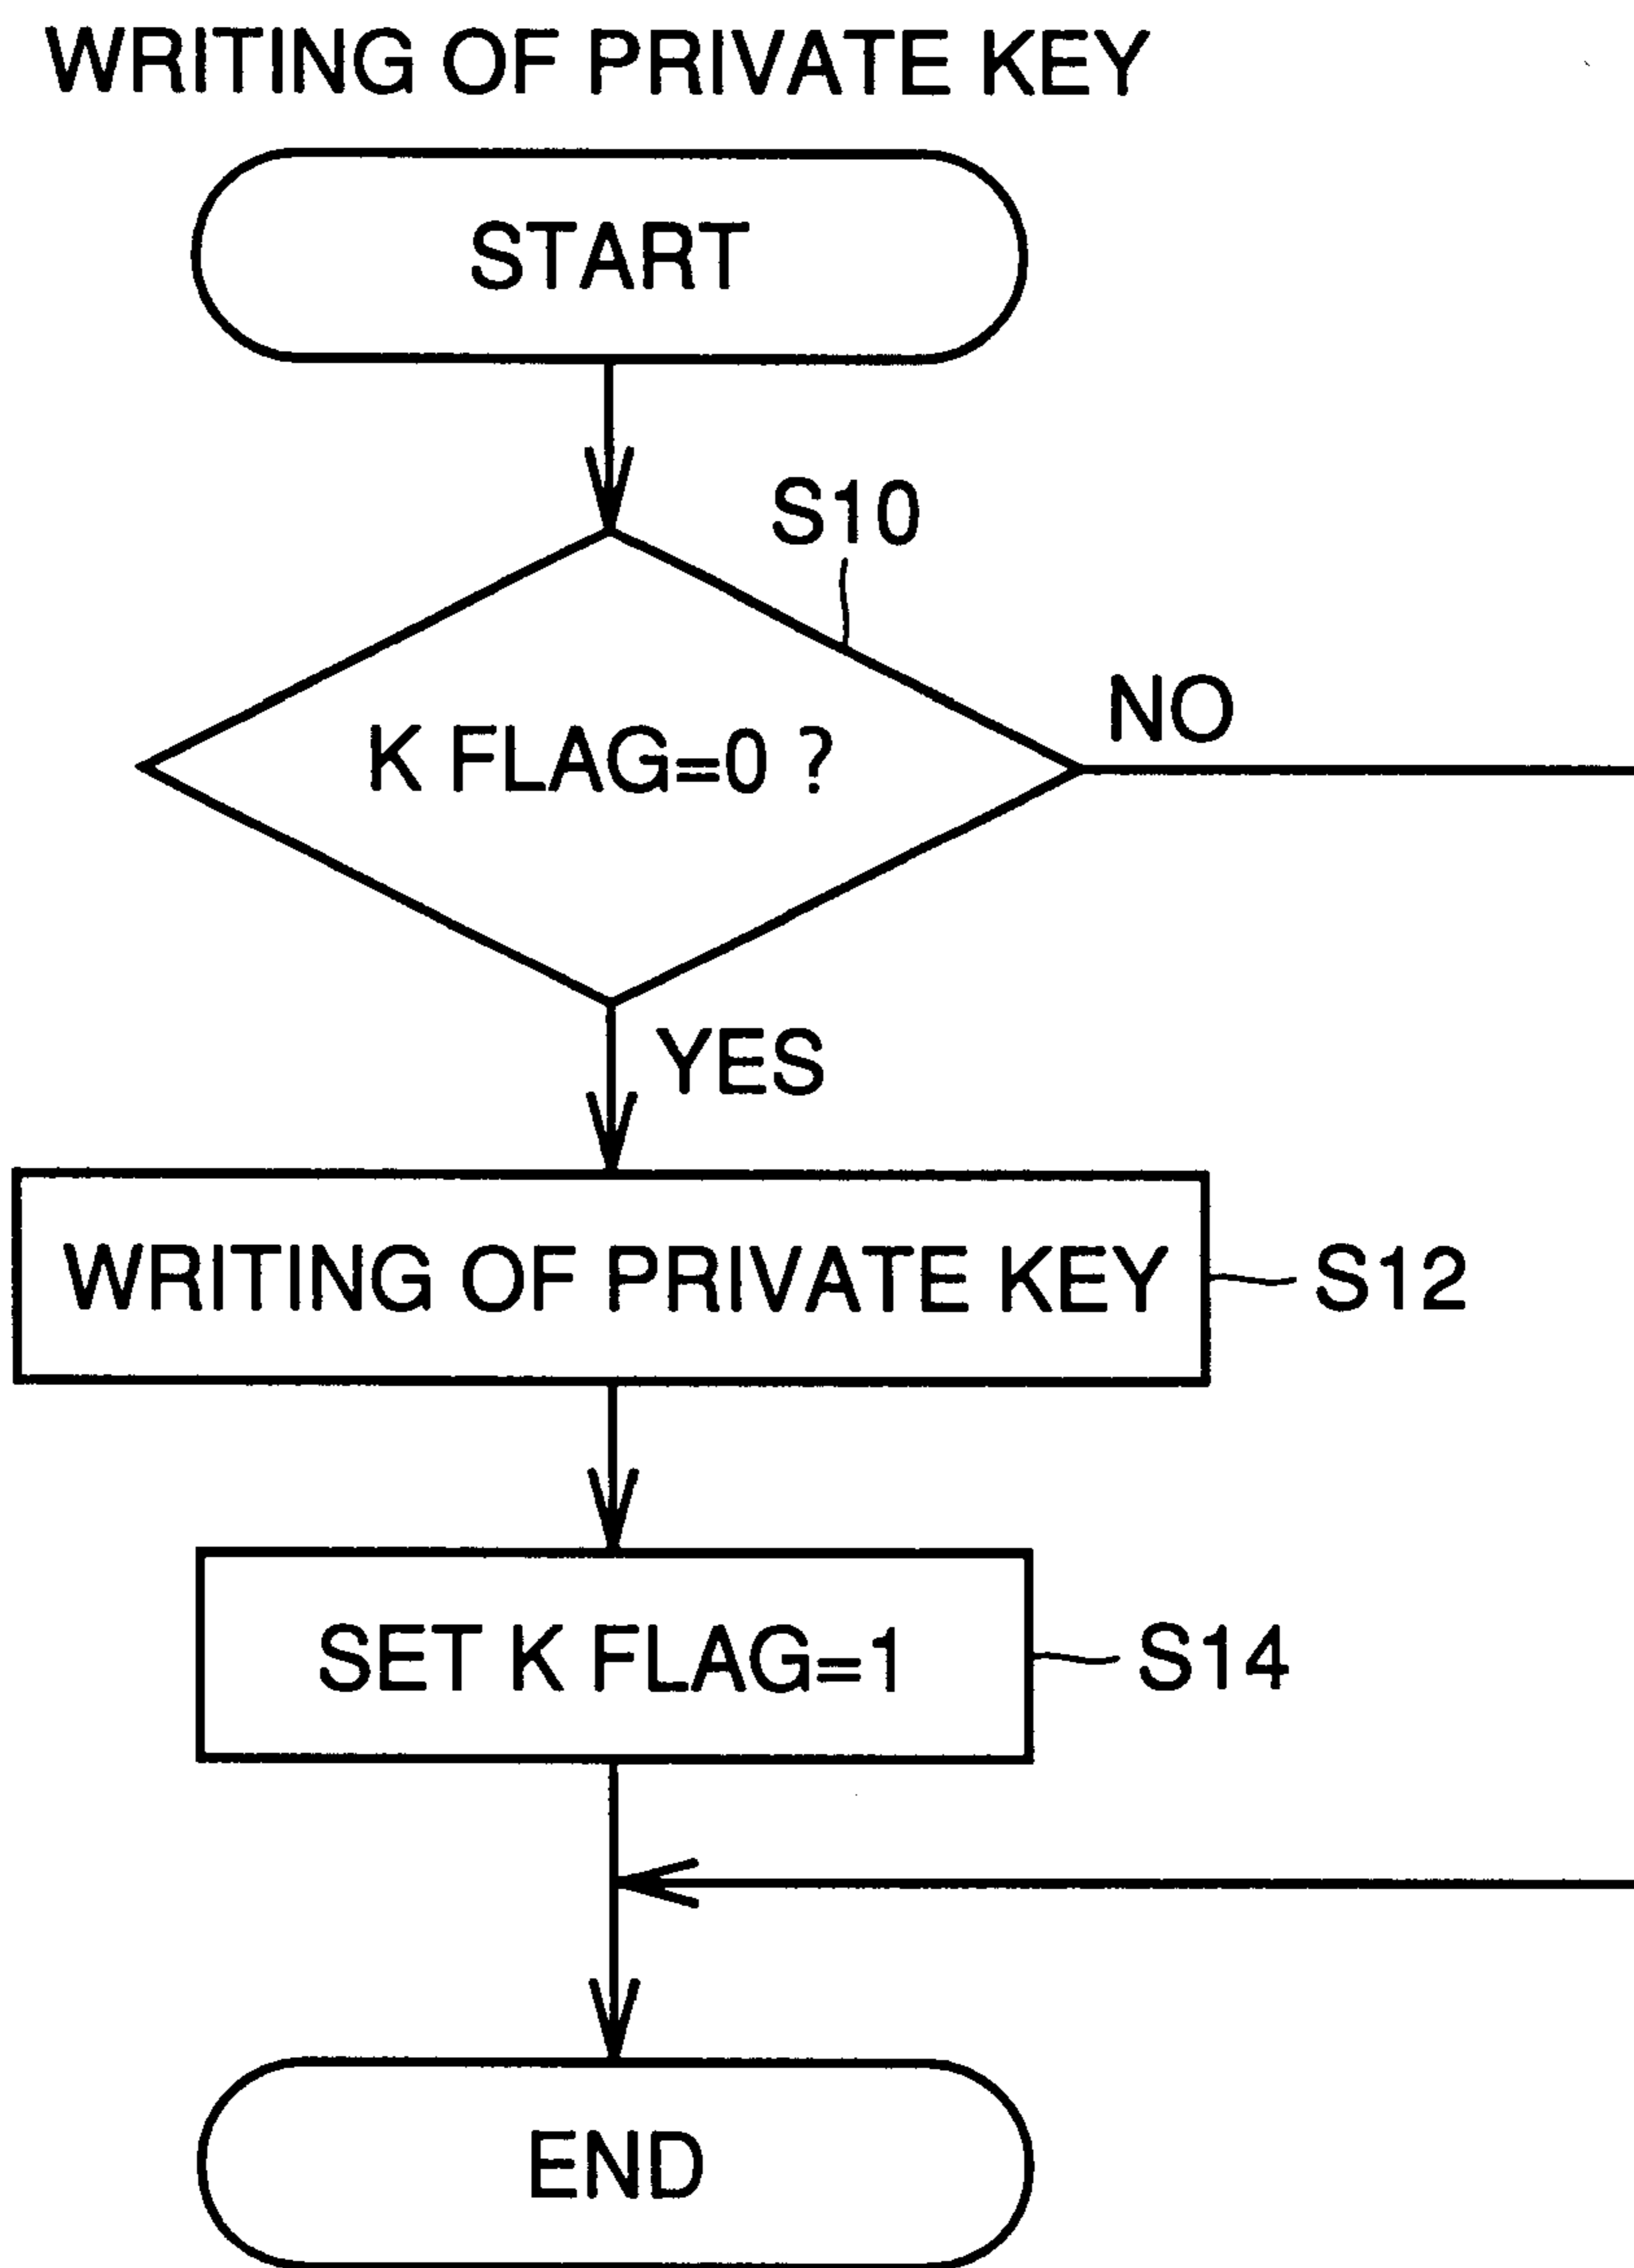 WRITING OF PRIVATE KEY
START
S10
K FLAG=0 ?
NO
YES
WRITING OF PRIVATE KEY
S12
SET K FLAG=1
S14
END